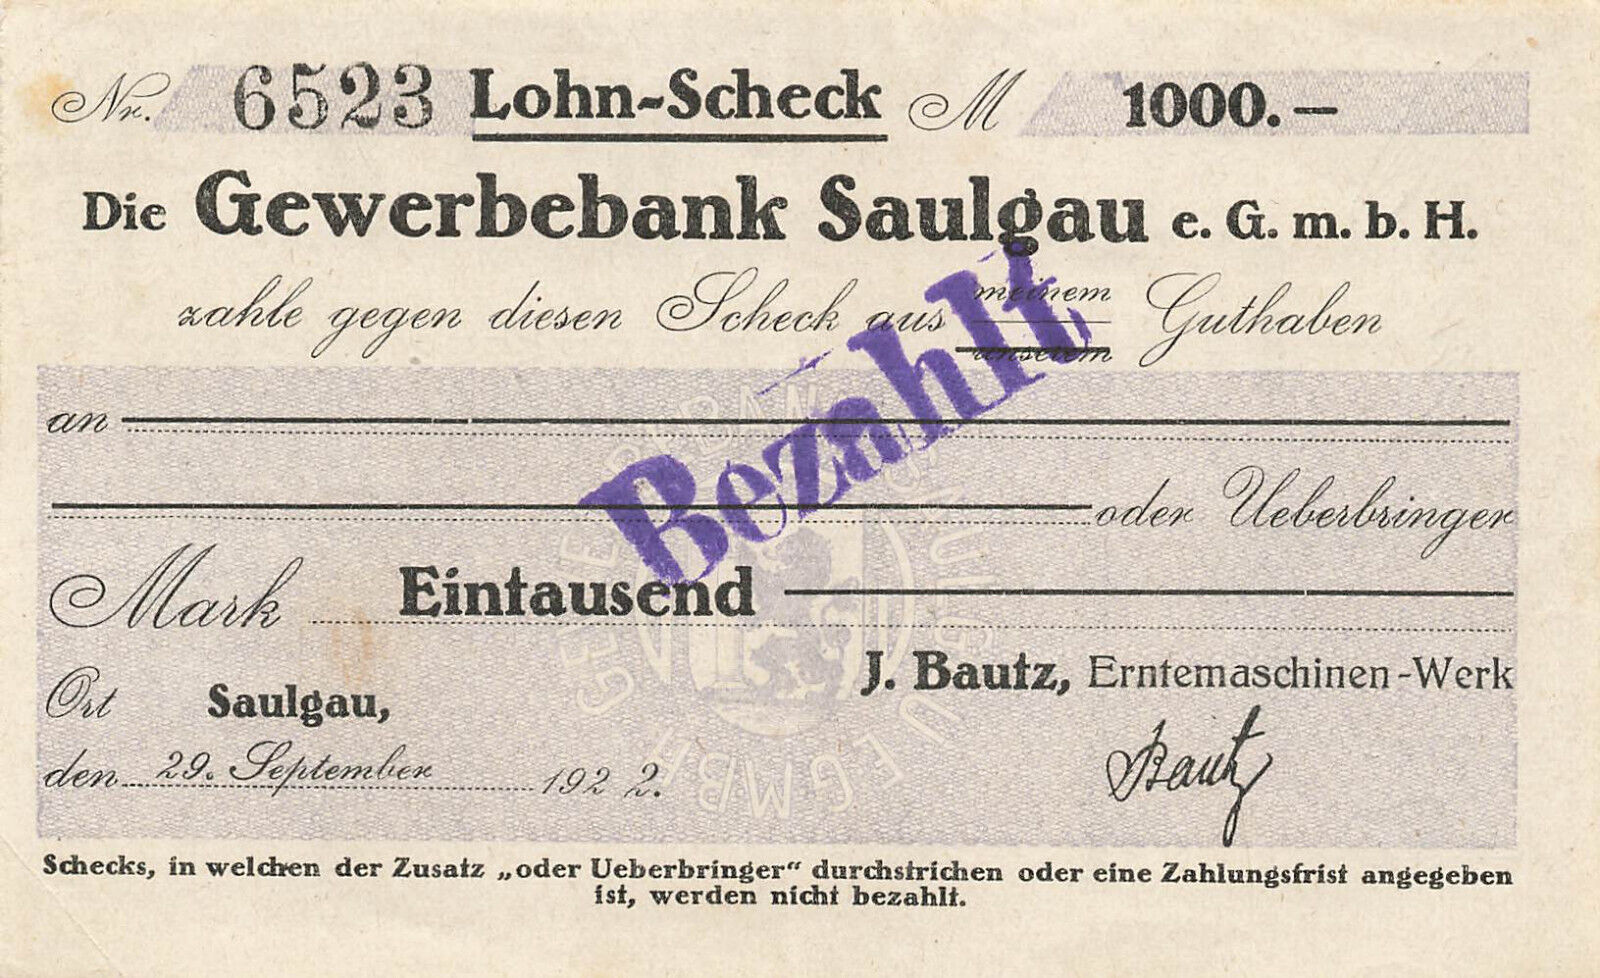 Nr. 6523 Lohn-Scheck M 1000.—
Die Gewerbebank Saulgau e. G. m. b. H.
zahle gegen diesen Scheck aus meinem Guthaben
unserem
Bezahlt
an
oder Ueberbringer
Mark Eintausend
J. Bautz, Erntemaschinen-Werk
Ort Saulgau,
Bautz
den 29. September 1922.
Schecks, in welchen der Zusatz „oder Ueberbringer“ durchstrichen oder eine Zahlungsfrist angegeben
ist, werden nicht bezahlt.